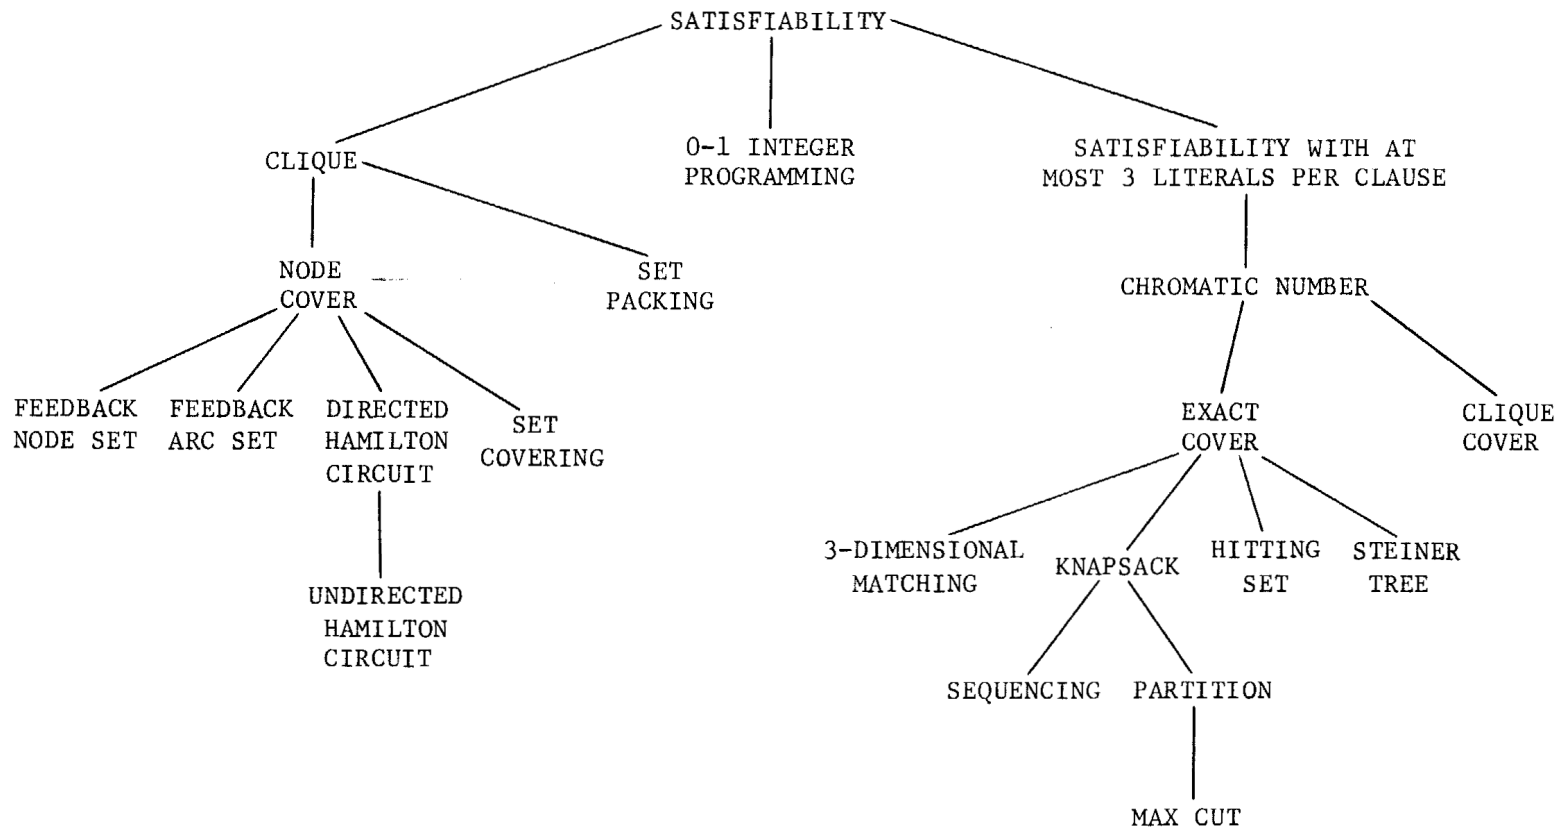 SATISFIABILITY
CLIQUE
0-1 INTEGER
PROGRAMMING
SATISFIABILITY WITH AT
MOST 3 LITERALS PER CLAUSE
NODE
COVER
SET
PACKING
CHROMATIC NUMBER
FEEDBACK
NODE SET
FEEDBACK
ARC SET
DIRECTED
HAMILTON
CIRCUIT
SET
COVERING
EXACT
COVER
CLIQUE
COVER
UNDIRECTED
HAMILTON
CIRCUIT
3-DIMENSIONAL
MATCHING
KNAPSACK
HITTING
SET
STEINER
TREE
SEQUENCING
PARTITION
MAX CUT